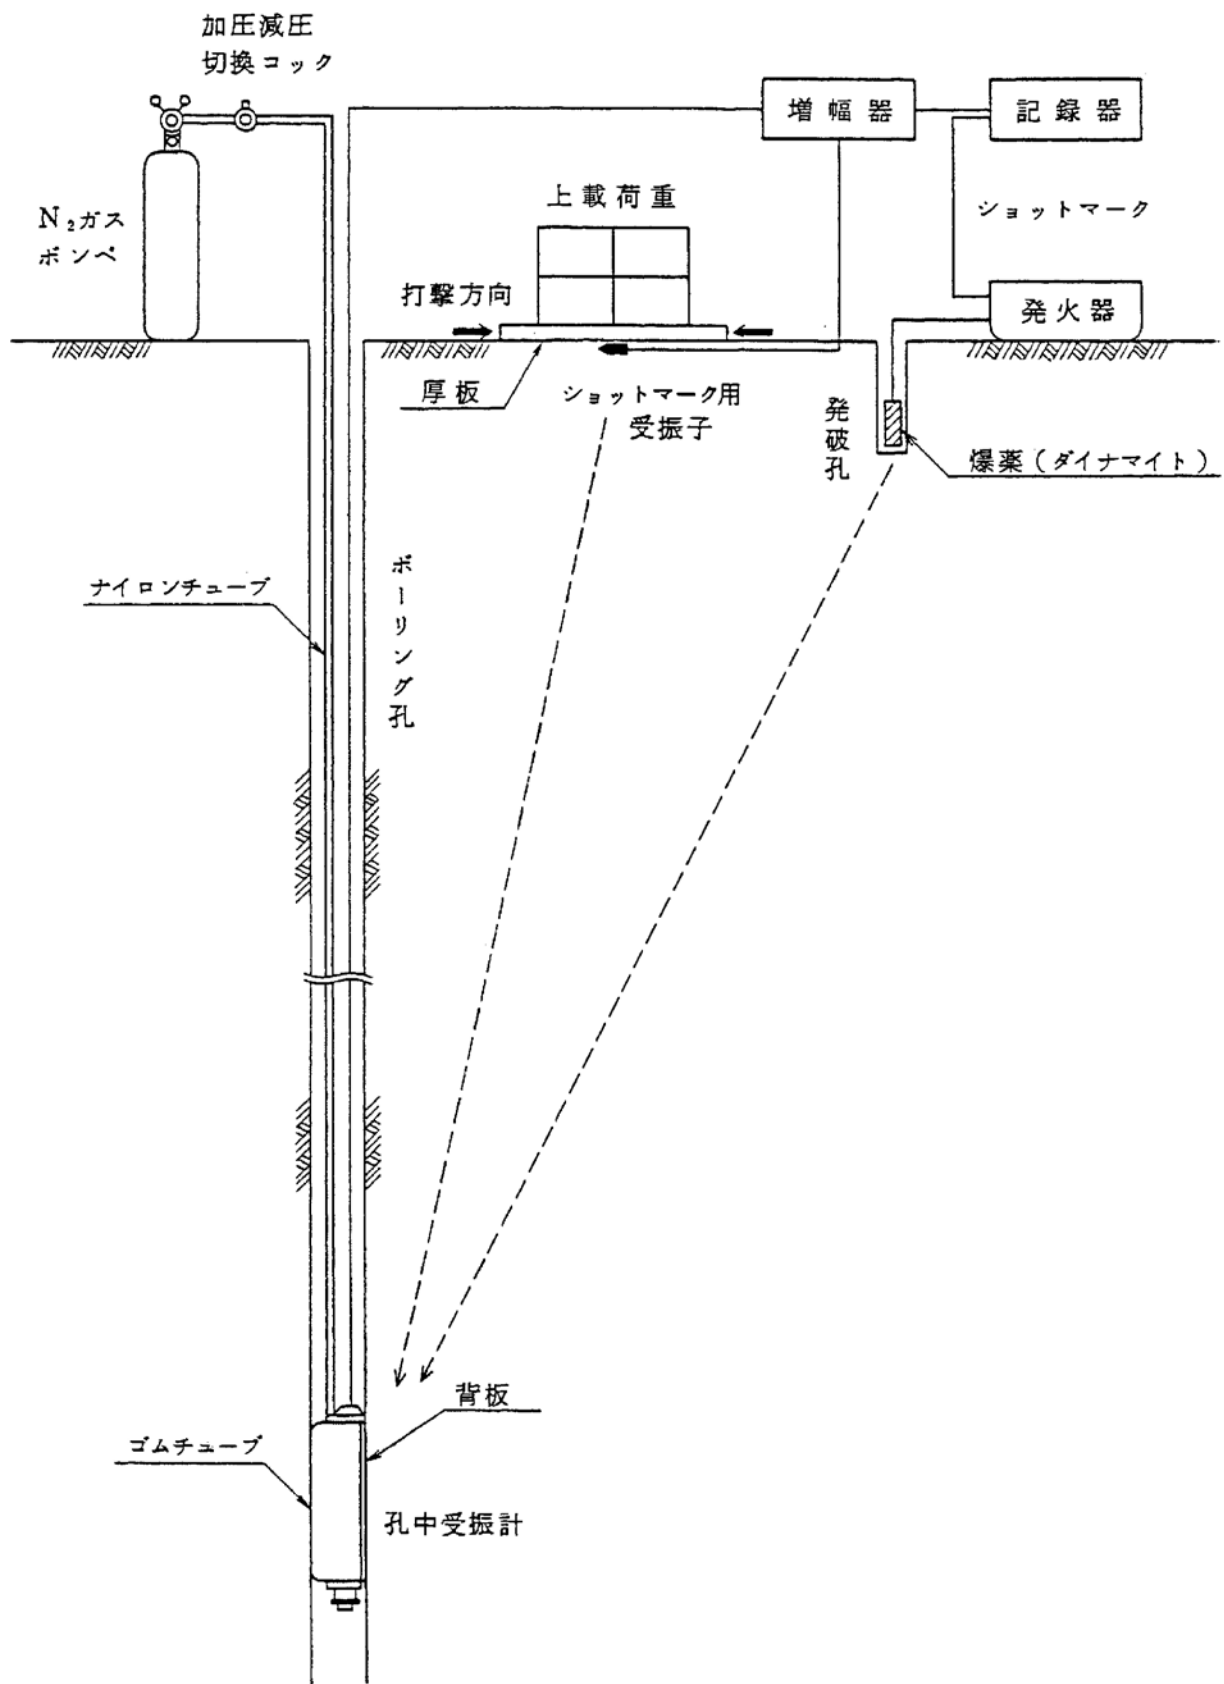 加圧減圧
切換コック
増幅器
記録器
上載荷重
ショットマーク
N₂ガス
ボンベ
打撃方向
発火器
厚板
ショットマーク用
受振子
発破孔
爆薬(ダイナマイト)
ボーリング孔
ナイロンチューブ
背板
ゴムチューブ
孔中受振計